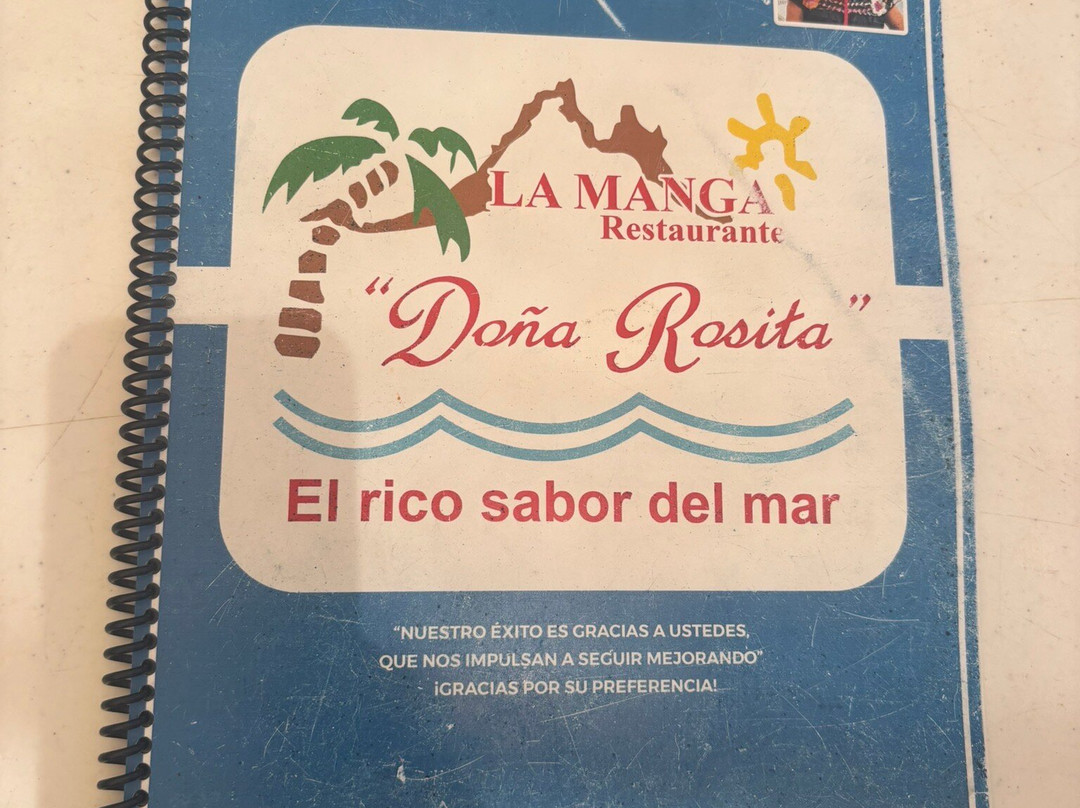 LA MANGA
Restaurante
“Doña Rosita”
El rico sabor del mar
“NUESTRO ÉXITO ES GRACIAS A USTEDES,
QUE NOS IMPULSAN A SEGUIR MEJORANDO”
¡GRACIAS POR SU PREFERENCIA!